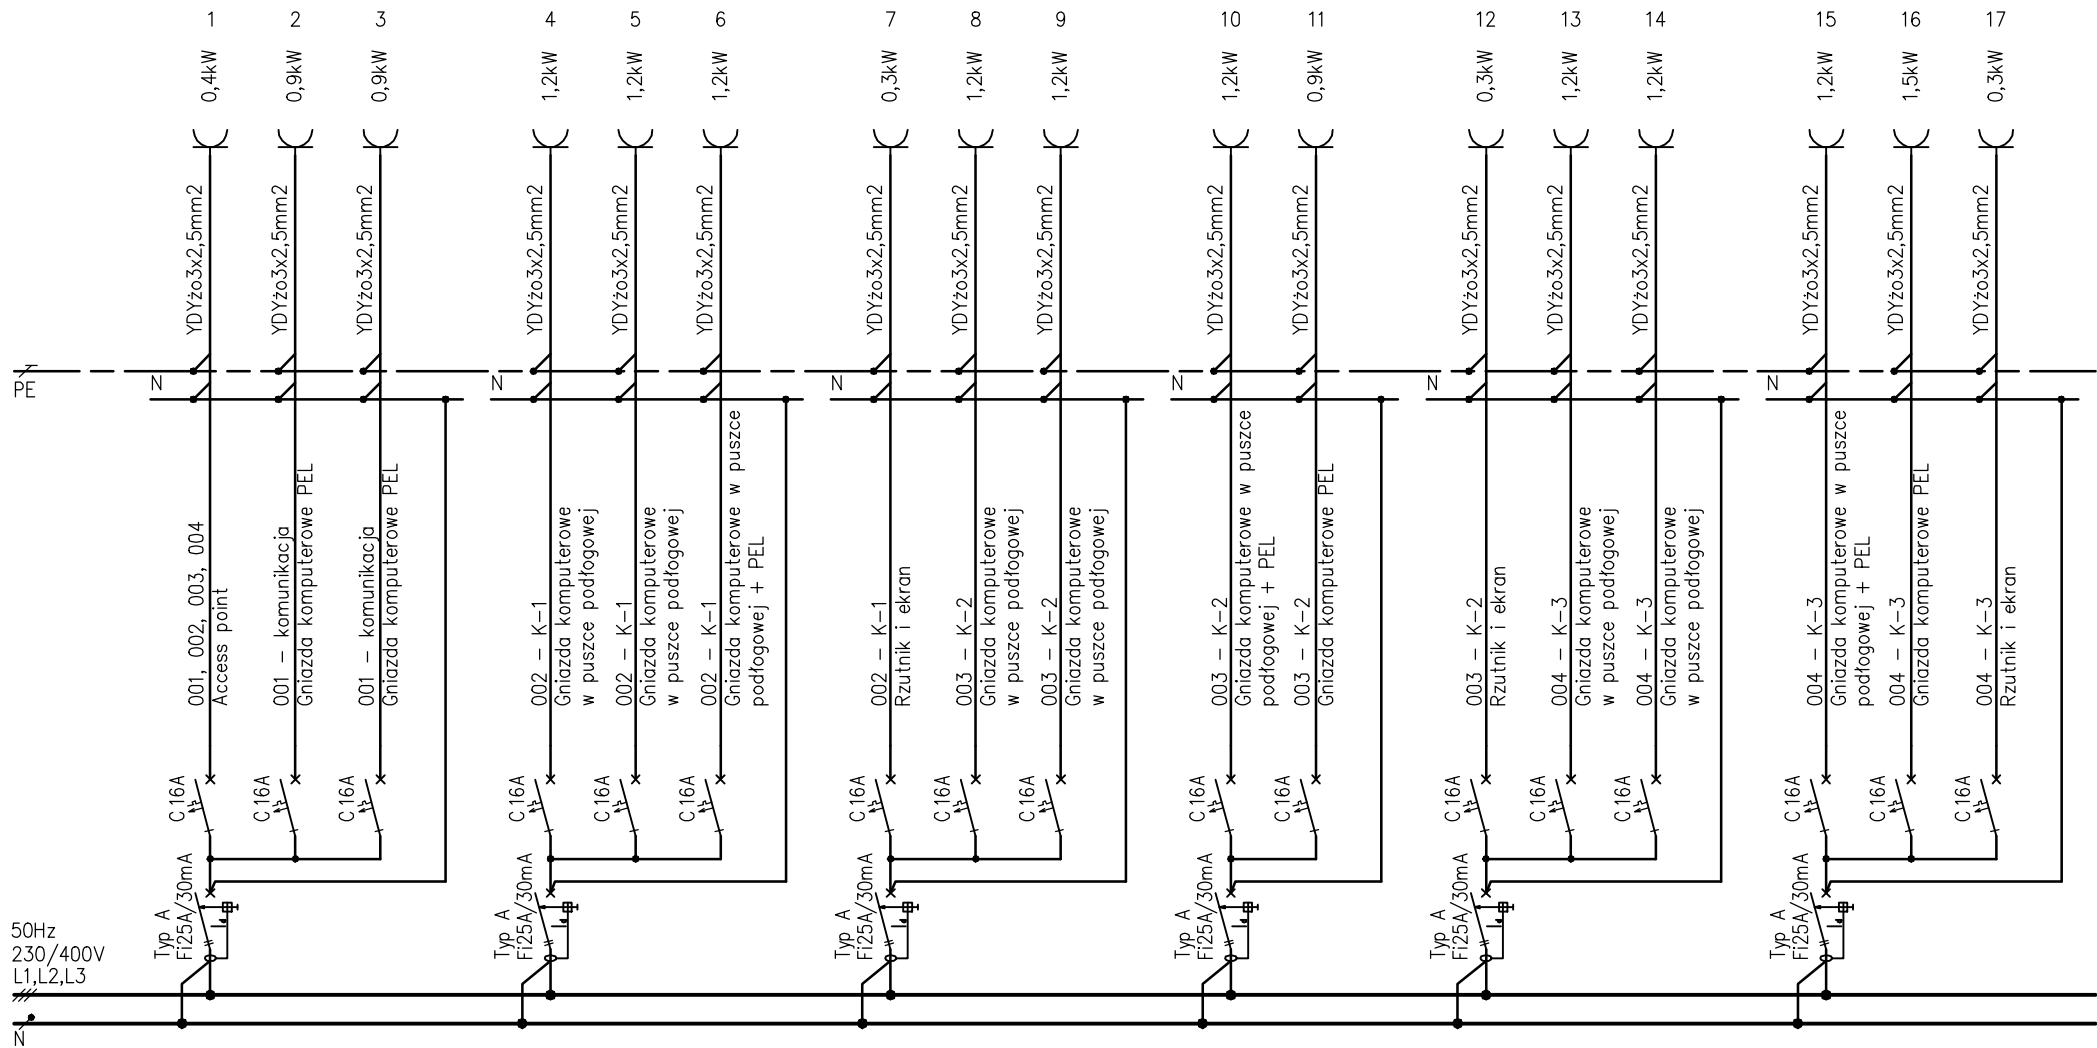 1 2 3 4 5 6 7 8 9 10 11 12 13 14 15 16 17
0,4kW 0,9kW 0,9kW 1,2kW 1,2kW 1,2kW 0,3kW 1,2kW 1,2kW 1,2kW 0,9kW 0,3kW 1,2kW 1,2kW 1,2kW 1,5kW 0,3kW
YDYżo3x2,5mm2 YDYżo3x2,5mm2 YDYżo3x2,5mm2 YDYżo3x2,5mm2 YDYżo3x2,5mm2 YDYżo3x2,5mm2 YDYżo3x2,5mm2 YDYżo3x2,5mm2 YDYżo3x2,5mm2 YDYżo3x2,5mm2 YDYżo3x2,5mm2 YDYżo3x2,5mm2 YDYżo3x2,5mm2 YDYżo3x2,5mm2 YDYżo3x2,5mm2 YDYżo3x2,5mm2 YDYżo3x2,5mm2
PE N N N N N N
001, 002, 003, 004
Access point
001 – kamunikacja
Gniazda komputerowe PEL
001 – kamunikacja
Gniazda komputerowe PEL
002 – K-1
Gniazda komputerowe
w puszce podłogowej
002 – K-1
Gniazda komputerowe
w puszce podłogowej
002 – K-1
Gniazda komputerowe w puszce
podłogowej + PEL
002 – K-1
Rzutnik i ekran
003 – K-2
Gniazda komputerowe
w puszce podłogowej
003 – K-2
Gniazda komputerowe
w puszce podłogowej
003 – K-2
Gniazda komputerowe w puszce
podłogowej + PEL
003 – K-2
Gniazda komputerowe PEL
003 – K-2
Rzutnik i ekran
004 – K-3
Gniazda komputerowe
w puszce podłogowej
004 – K-3
Gniazda komputerowe
w puszce podłogowej
004 – K-3
Gniazda komputerowe w puszce
podłogowej + PEL
004 – K-3
Gniazda komputerowe PEL
004 – K-3
Rzutnik i ekran
C16A C16A C16A C16A C16A C16A C16A C16A C16A C16A C16A C16A C16A C16A C16A C16A C16A
Typ A
Fi25A/30mA
Typ A
Fi25A/30mA
Typ A
Fi25A/30mA
Typ A
Fi25A/30mA
Typ A
Fi25A/30mA
Typ A
Fi25A/30mA
50Hz
230/400V
L1,L2,L3
N